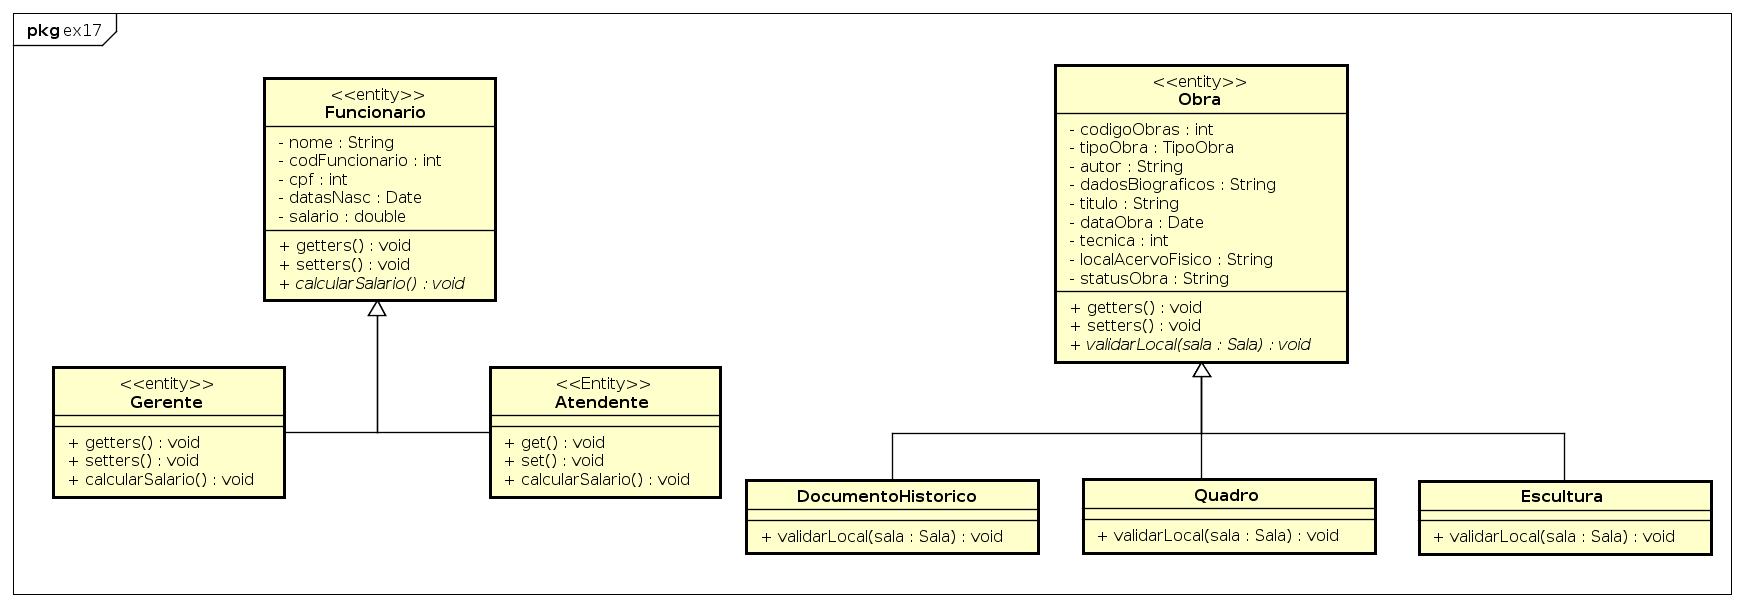 pkg ex17
<<entity>>
Funcionario
- nome : String
- codFuncionario : int
- cpf : int
- datasNasc : Date
- salario : double
+ getters() : void
+ setters() : void
+ calcularSalario() : void
<<entity>>
Gerente
+ getters() : void
+ setters() : void
+ calcularSalario() : void
<<Entity>>
Atendente
+ get() : void
+ set() : void
+ calcularSalario() : void
<<entity>>
Obra
- codigoObras : int
- tipoObra : TipoObra
- autor : String
- dadosBiograficos : String
- titulo : String
- dataObra : Date
- tecnica : int
- localAcervoFisico : String
- statusObra : String
+ getters() : void
+ setters() : void
+ validarLocal(sala : Sala) : void
DocumentoHistorico
+ validarLocal(sala : Sala) : void
Quadro
+ validarLocal(sala : Sala) : void
Escultura
+ validarLocal(sala : Sala) : void